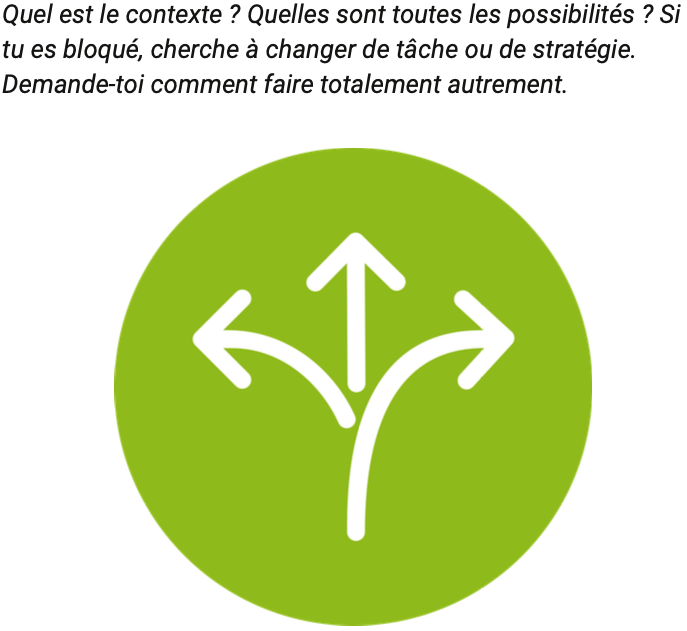 Quel est le contexte ? Quelles sont toutes les possibilités ? Si
tu es bloqué, cherche à changer de tâche ou de stratégie.
Demande-toi comment faire totalement autrement.